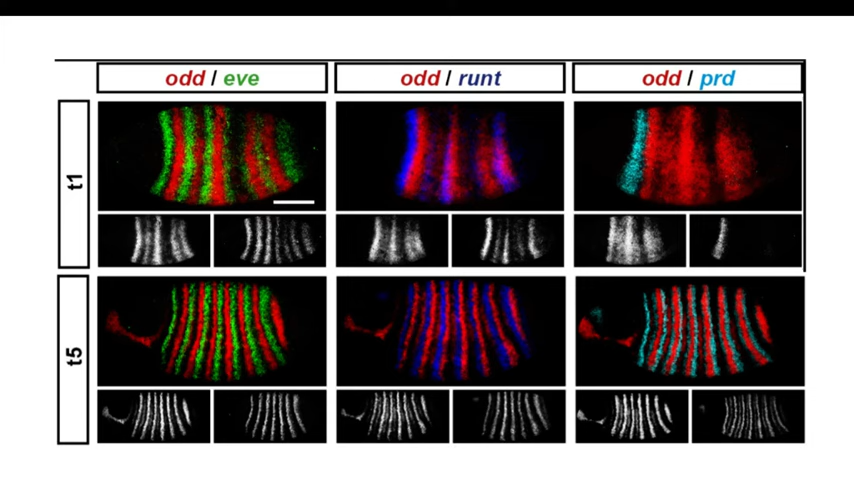 odd / eve
odd / runt
odd / prd
t1
t5